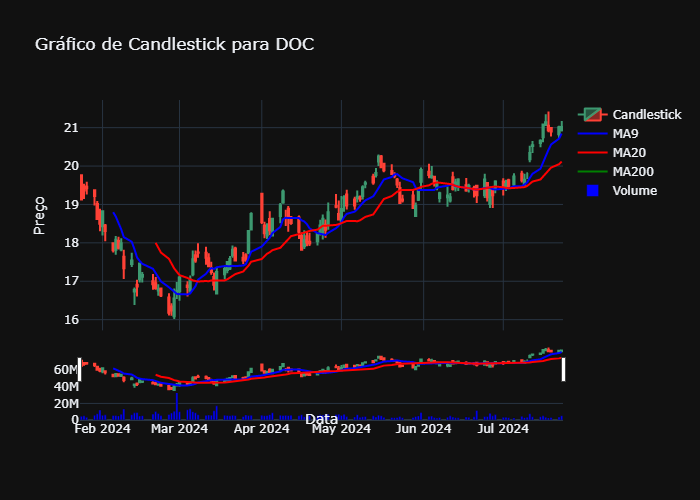 Gráfico de Candlestick para DOC
Candlestick
MA9
MA20
MA200
Volume
Preço
21
20
19
18
17
16
60M
40M
20M
0
Data
Feb 2024
Mar 2024
Apr 2024
May 2024
Jun 2024
Jul 2024